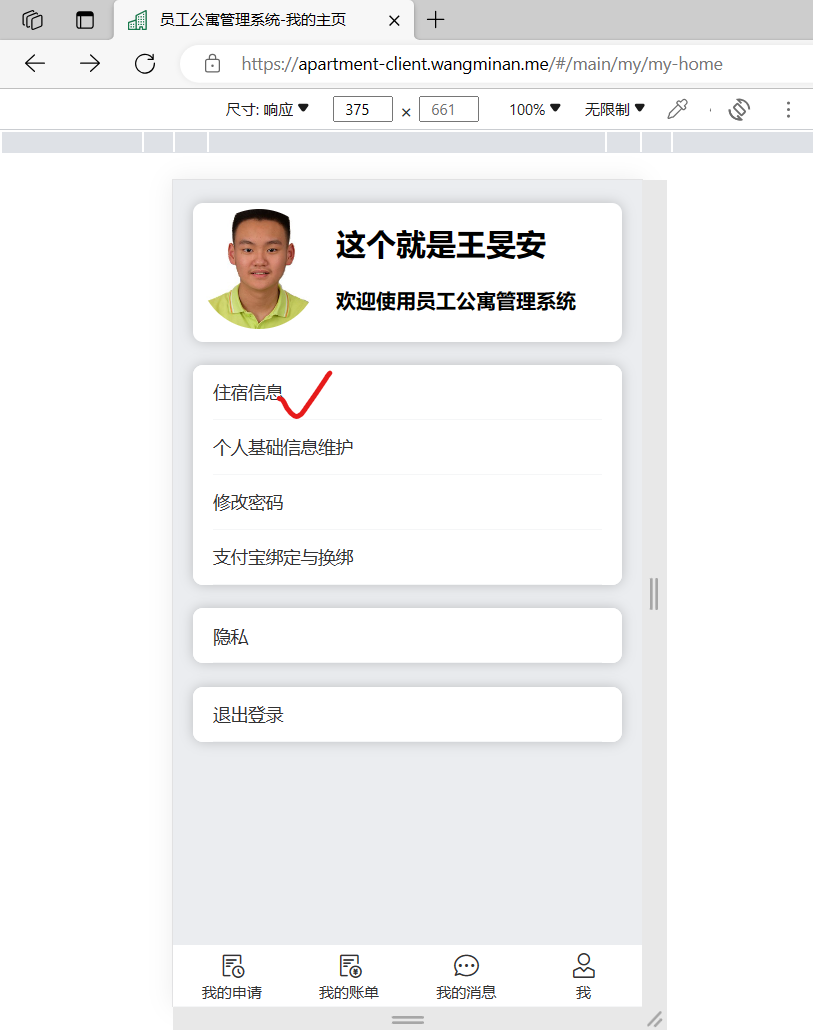 员工公寓管理系统-我的主页
https://apartment-client.wangminan.me/#/main/my/my-home
尺寸: 响应 375 × 661 100% 无限制
这个就是王旻安
欢迎使用员工公寓管理系统
住宿信息
个人基础信息维护
修改密码
支付宝绑定与换绑
隐私
退出登录
我的申请 我的账单 我的消息 我